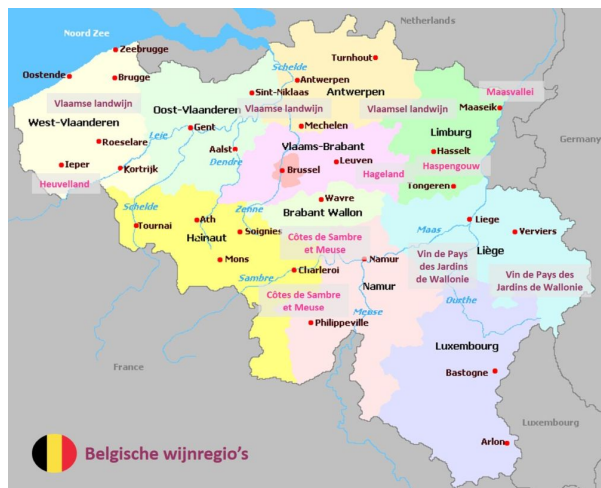 Noord Zee
Netherlands
Zeebrugge
Turnhout
Schelde
Oostende
Brugge
Antwerpen
Antwerpen
Sint-Niklaas
Maasvallei
Vlaamse landwijn
Oost-Vlaanderen
Vlaamse landwijn
Vlaamsel landwijn
Maaseik
West-Vlaanderen
Gent
Mechelen
Limburg
Leie
Roeselare
Aalst
Vlaams-Brabant
Hasselt
Germany
Ieper
Kortrijk
Dendre
Leuven
Brussel
Hageland
Haspengouw
Heuvelland
Tongeren
Wavre
Schelde
Zenne
Brabant Wallon
Tournai
Ath
Soignies
Liege
Verviers
Hainaut
Côtes de Sambre
et Meuse
Maas
Liège
Mons
Sambre
Charleroi
Namur
Namur
Vin de Pays
des Jardins
de Wallonie
Vin de Pays des
Jardins de Wallonie
Côtes de Sambre
et Meuse
Meuse
Ourthe
Philippeville
Luxembourg
France
Bastogne
Luxembourg
Arlon
Belgische wijnregio’s